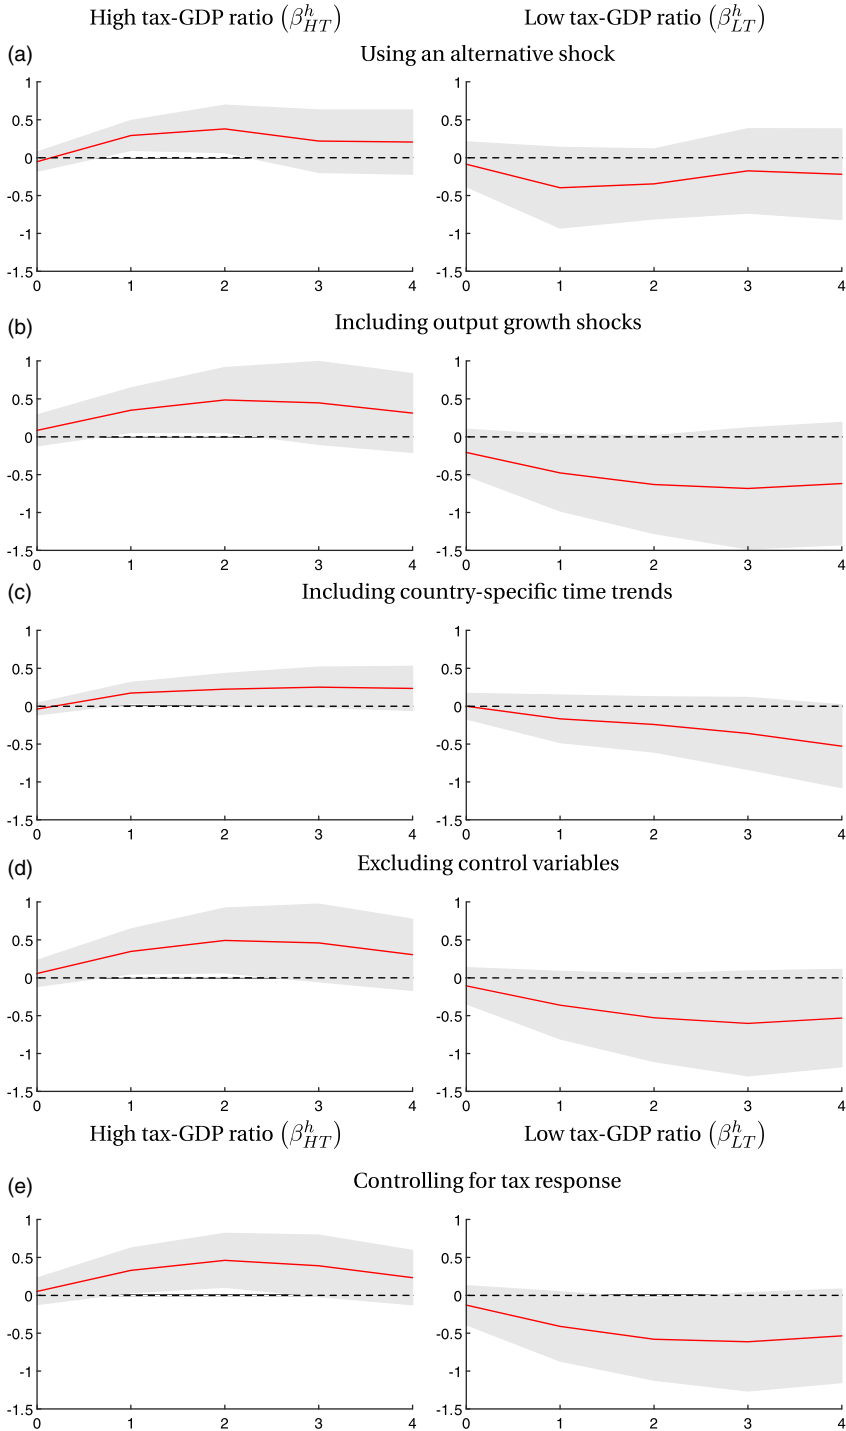 High tax-GDP ratio (β^h_HT) Low tax-GDP ratio (β^h_LT)
(a) Using an alternative shock
1 1
0.5 0.5
0 0
-0.5 -0.5
-1 -1
-1.5 -1.5
0 1 2 3 4 0 1 2 3 4
(b) Including output growth shocks
1 1
0.5 0.5
0 0
-0.5 -0.5
-1 -1
-1.5 -1.5
0 1 2 3 4 0 1 2 3 4
(c) Including country-specific time trends
1 1
0.5 0.5
0 0
-0.5 -0.5
-1 -1
-1.5 -1.5
0 1 2 3 4 0 1 2 3 4
(d) Excluding control variables
1 1
0.5 0.5
0 0
-0.5 -0.5
-1 -1
-1.5 -1.5
0 1 2 3 4 0 1 2 3 4
High tax-GDP ratio (β^h_HT) Low tax-GDP ratio (β^h_LT)
(e) Controlling for tax response
1 1
0.5 0.5
0 0
-0.5 -0.5
-1 -1
-1.5 -1.5
0 1 2 3 4 0 1 2 3 4